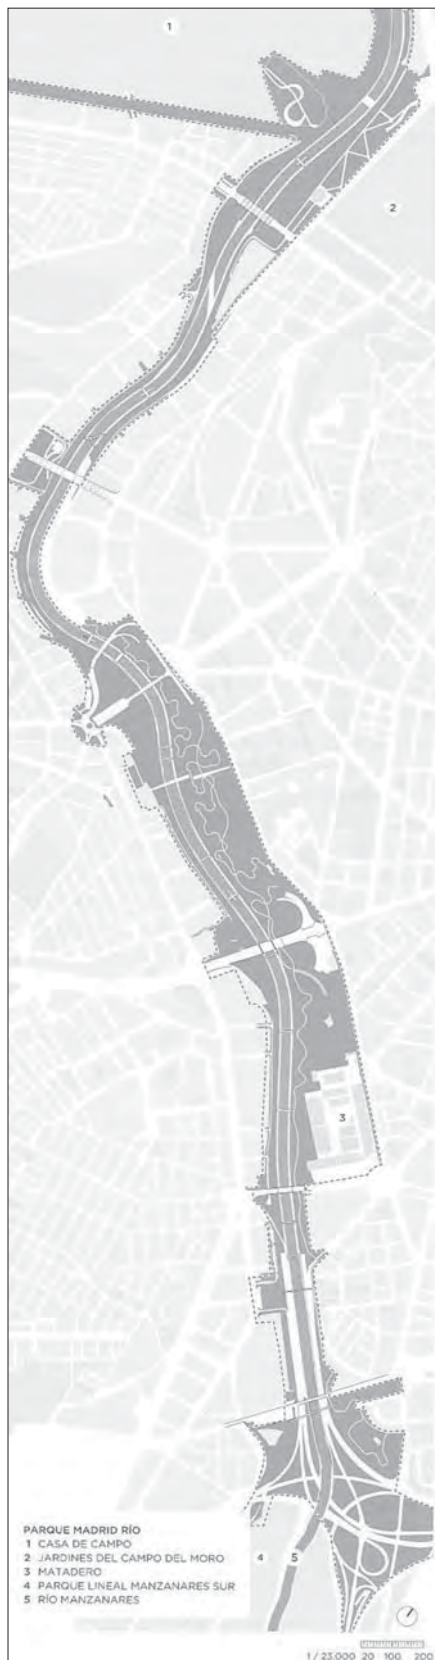 1
2
3
PARQUE MADRID RÍO
1 CASA DE CAMPO
2 JARDINES DEL CAMPO DEL MORO
3 MATADERO
4 PARQUE LINEAL MANZANARES SUR
5 RÍO MANZANARES
4
5
1 / 23.000 20 100 200